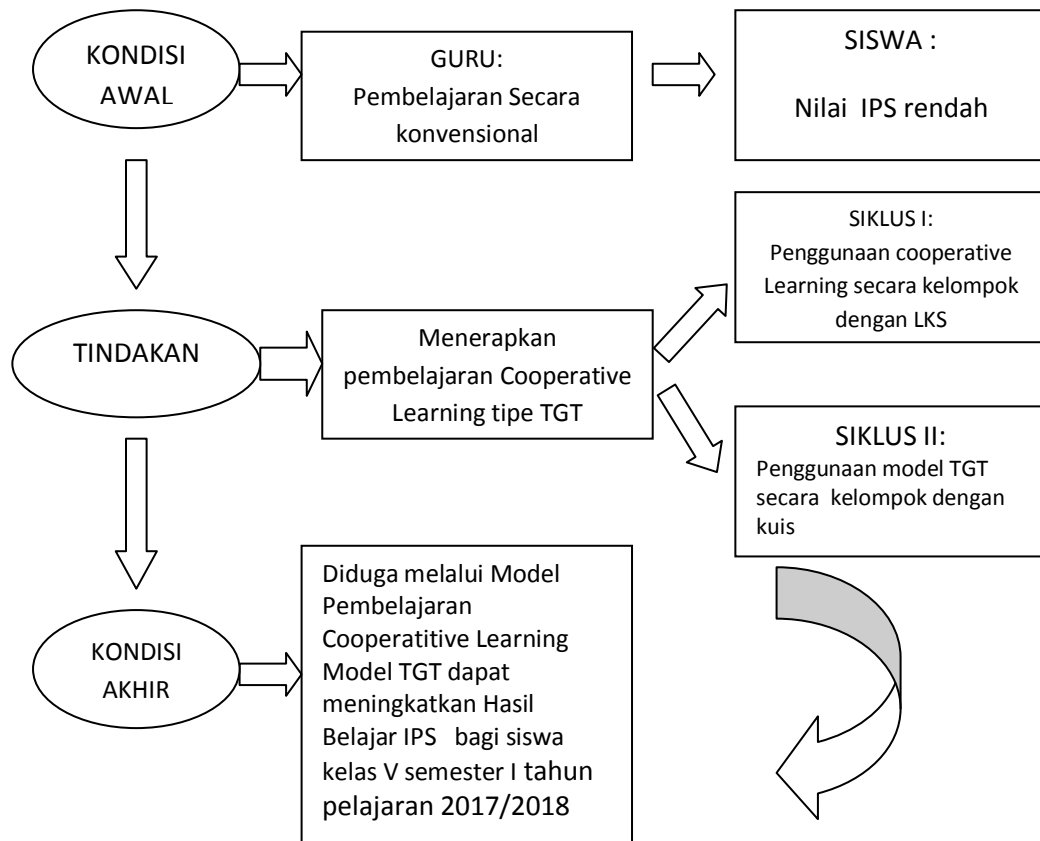 KONDISI
AWAL
GURU:
Pembelajaran Secara
konvensional
SISWA :
Nilai IPS rendah
TINDAKAN
Menerapkan
pembelajaran Cooperative
Learning tipe TGT
SIKLUS I:
Penggunaan cooperative
Learning secara kelompok
dengan LKS
SIKLUS II:
Penggunaan model TGT
secara kelompok dengan
kuis
KONDISI
AKHIR
Diduga melalui Model
Pembelajaran
Cooperatitive Learning
Model TGT dapat
meningkatkan Hasil
Belajar IPS bagi siswa
kelas V semester I tahun
pelajaran 2017/2018